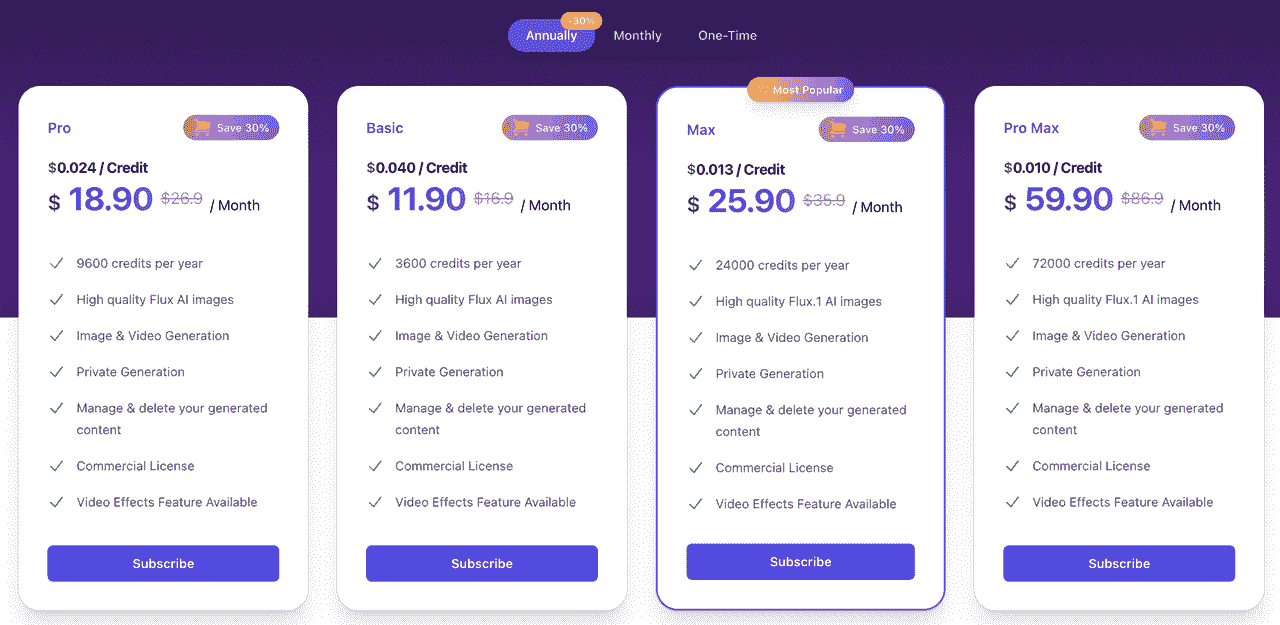 -30%
Annually
Monthly
One-Time
Pro
Save 30%
$0.024 / Credit
$ 18.90 $26.9 / Month
9600 credits per year
High quality Flux AI images
Image & Video Generation
Private Generation
Manage & delete your generated
content
Commercial License
Video Effects Feature Available
Subscribe
Basic
Save 30%
$0.040 / Credit
$ 11.90 $16.9 / Month
3600 credits per year
High quality Flux AI images
Image & Video Generation
Private Generation
Manage & delete your generated
content
Commercial License
Video Effects Feature Available
Subscribe
Most Popular
Max
Save 30%
$0.013 / Credit
$ 25.90 $35.9 / Month
24000 credits per year
High quality Flux.1 AI images
Image & Video Generation
Private Generation
Manage & delete your generated
content
Commercial License
Video Effects Feature Available
Subscribe
Pro Max
Save 30%
$0.010 / Credit
$ 59.90 $86.9 / Month
72000 credits per year
High quality Flux.1 AI images
Image & Video Generation
Private Generation
Manage & delete your generated
content
Commercial License
Video Effects Feature Available
Subscribe